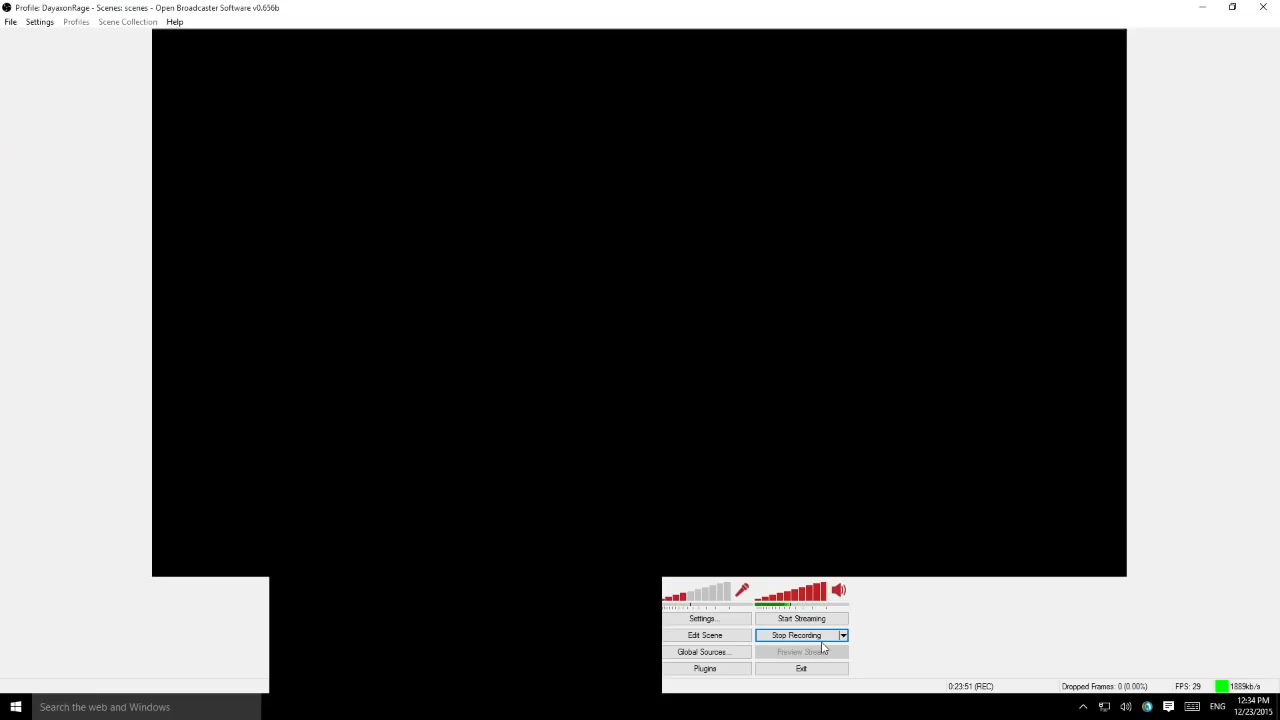 Profile: DayaxonRage - Scenes: scenes - Open Broadcaster Software v0.656b
File Settings Profiles Scene Collection Help
Settings... Start Streaming
Edit Scene Stop Recording
Global Sources... Preview Stream
Plugins Exit
0:23:51 (REC) Dropped Frames: 0 (0.00%) FPS: 29 1889kb/s
Search the web and Windows
ENG
12:34 PM
12/23/2015